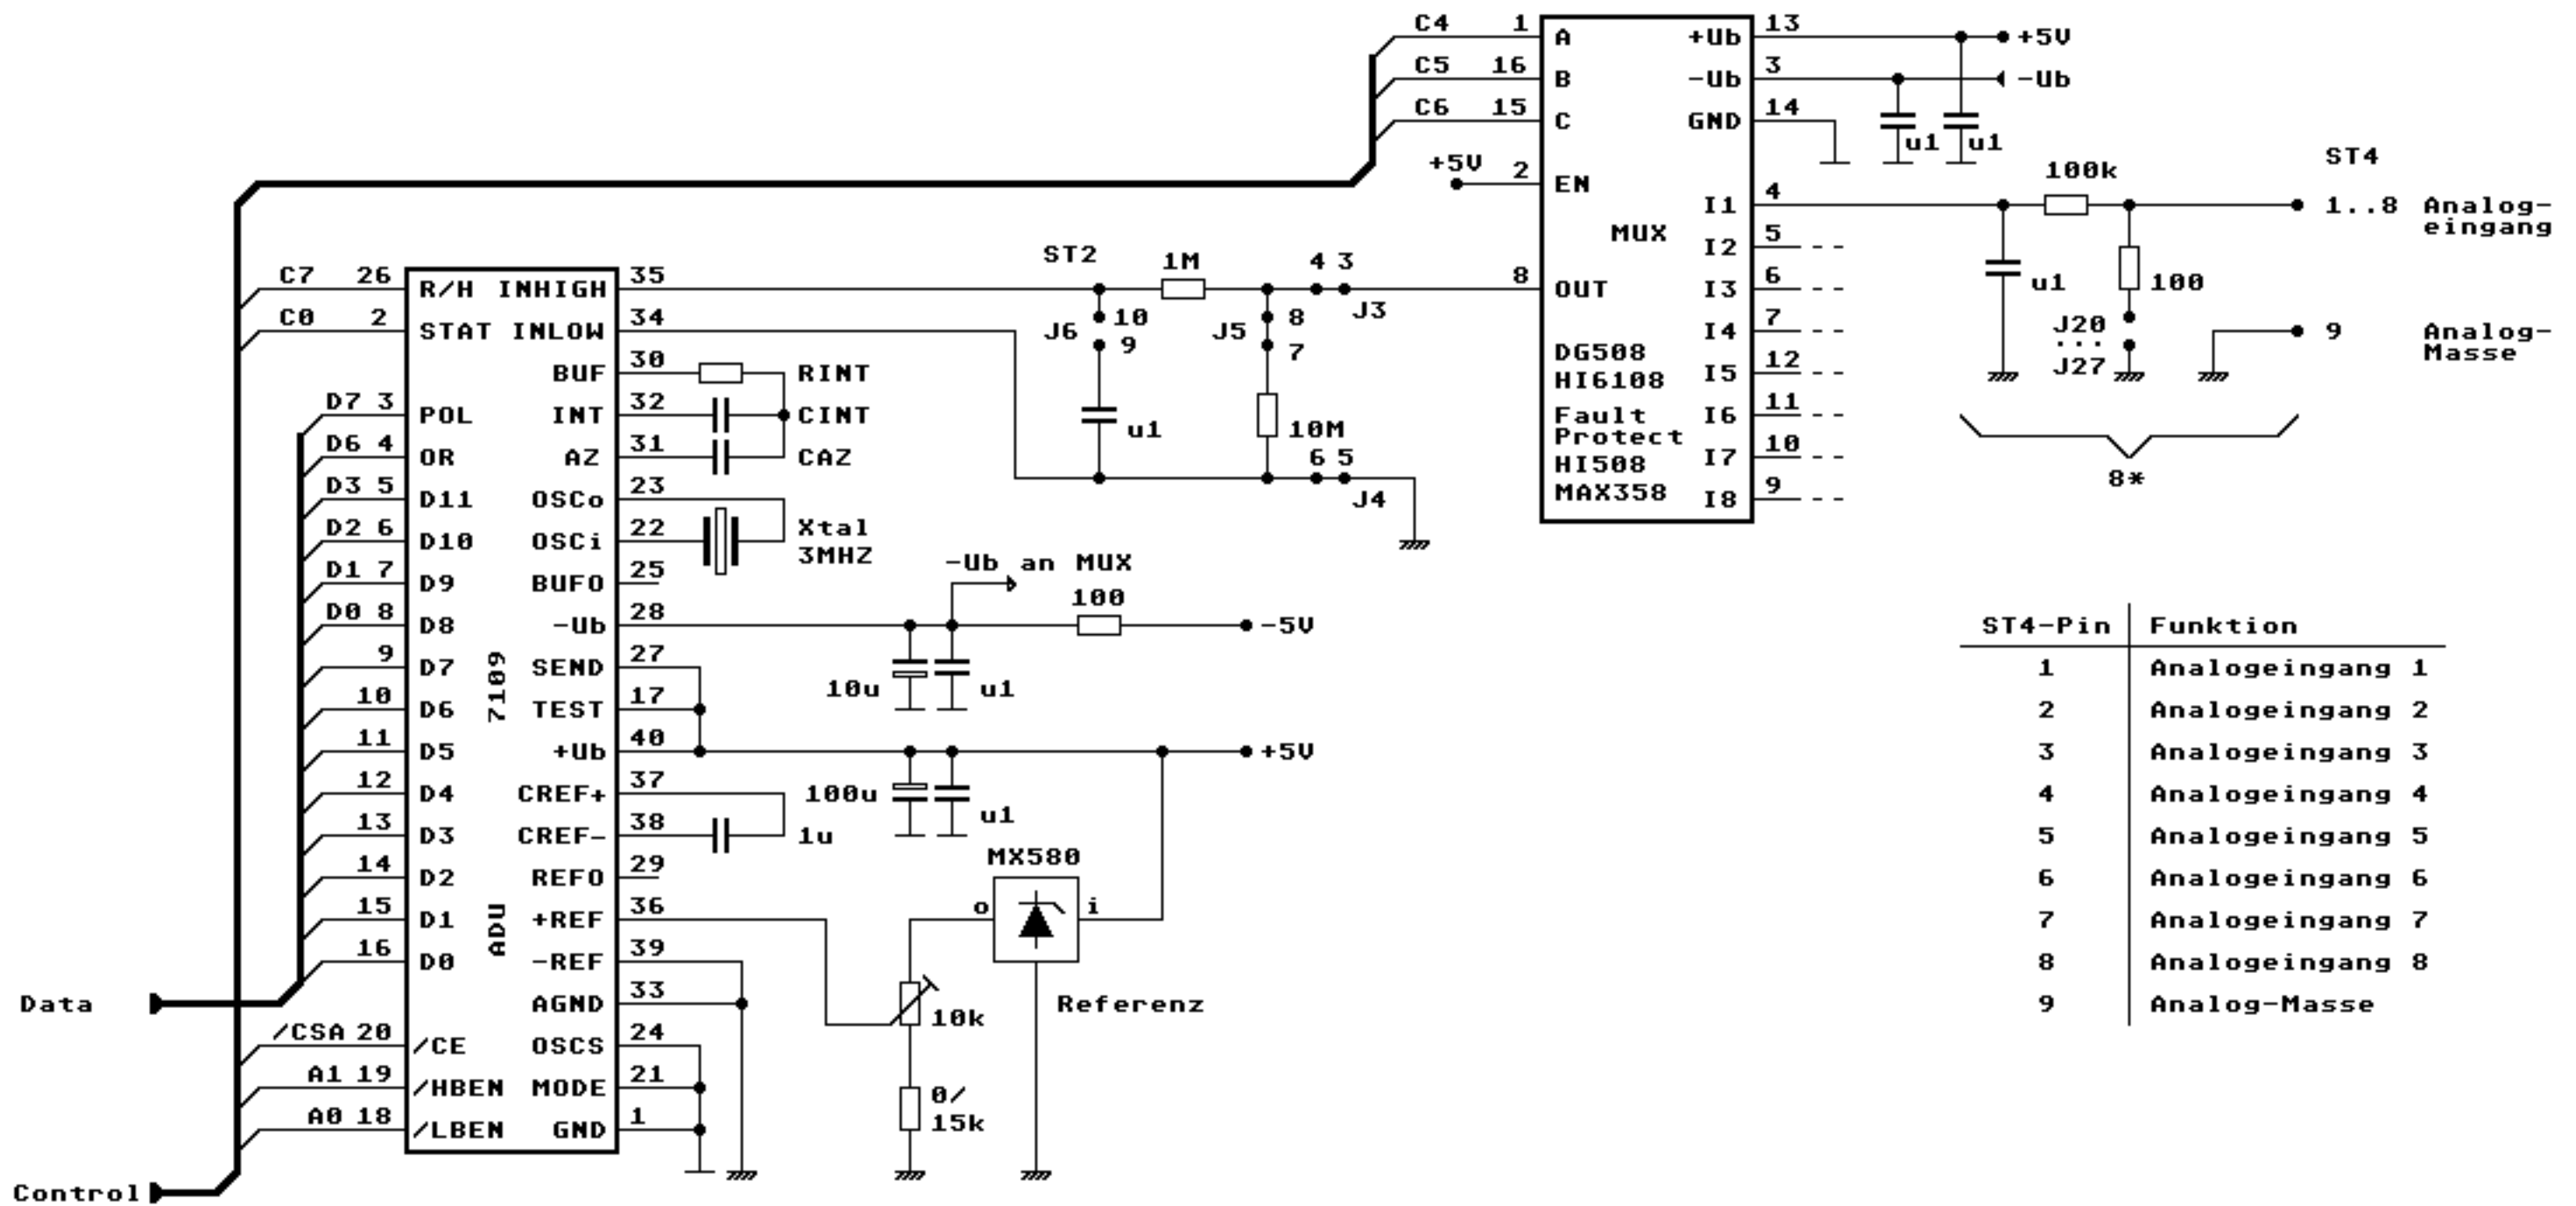 C4 1 A +Ub 13 +5V
C5 16 B -Ub 3 -Ub
C6 15 C GND 14
u1 u1
+5V 2 EN
ST4
100k
I1 4 1..8 Analog-
eingang
MUX I2 5
ST2 1M 4 3
C7 26 R/H INHIGH 35 8 OUT I3 6 u1 100
J6 10 J5 8 J3
C0 2 STAT INLOW 34 9 7 I4 7 J20 9 Analog-
... Masse
J27
DG508
BUF 30 RINT HI6108 I5 12
D7 3 POL INT 32 CINT u1 10M Fault I6 11
Protect
D6 4 OR AZ 31 CAZ 6 5 HI508 I7 10
8*
D3 5 D11 OSCo 23 J4 MAX358 I8 9
D2 6 D10 OSCi 22 Xtal
3MHZ
D1 7 D9 BUFO 25 -Ub an MUX
100
D0 8 D8 -Ub 28 -5V
9 D7 SEND 27
10u u1
10 D6 TEST 17
7109
11 D5 +Ub 40 +5V
12 D4 CREF+ 37 100u u1
13 D3 CREF- 38 1u
MX580
14 D2 REFO 29
15 D1 +REF 36 o i
ADU
16 D0 -REF 39
Data AGND 33 10k Referenz
/CSA 20 /CE OSCS 24
A1 19 /HBEN MODE 21 0/
15k
A0 18 /LBEN GND 1
Control
ST4-Pin Funktion
1 Analogeingang 1
2 Analogeingang 2
3 Analogeingang 3
4 Analogeingang 4
5 Analogeingang 5
6 Analogeingang 6
7 Analogeingang 7
8 Analogeingang 8
9 Analog-Masse